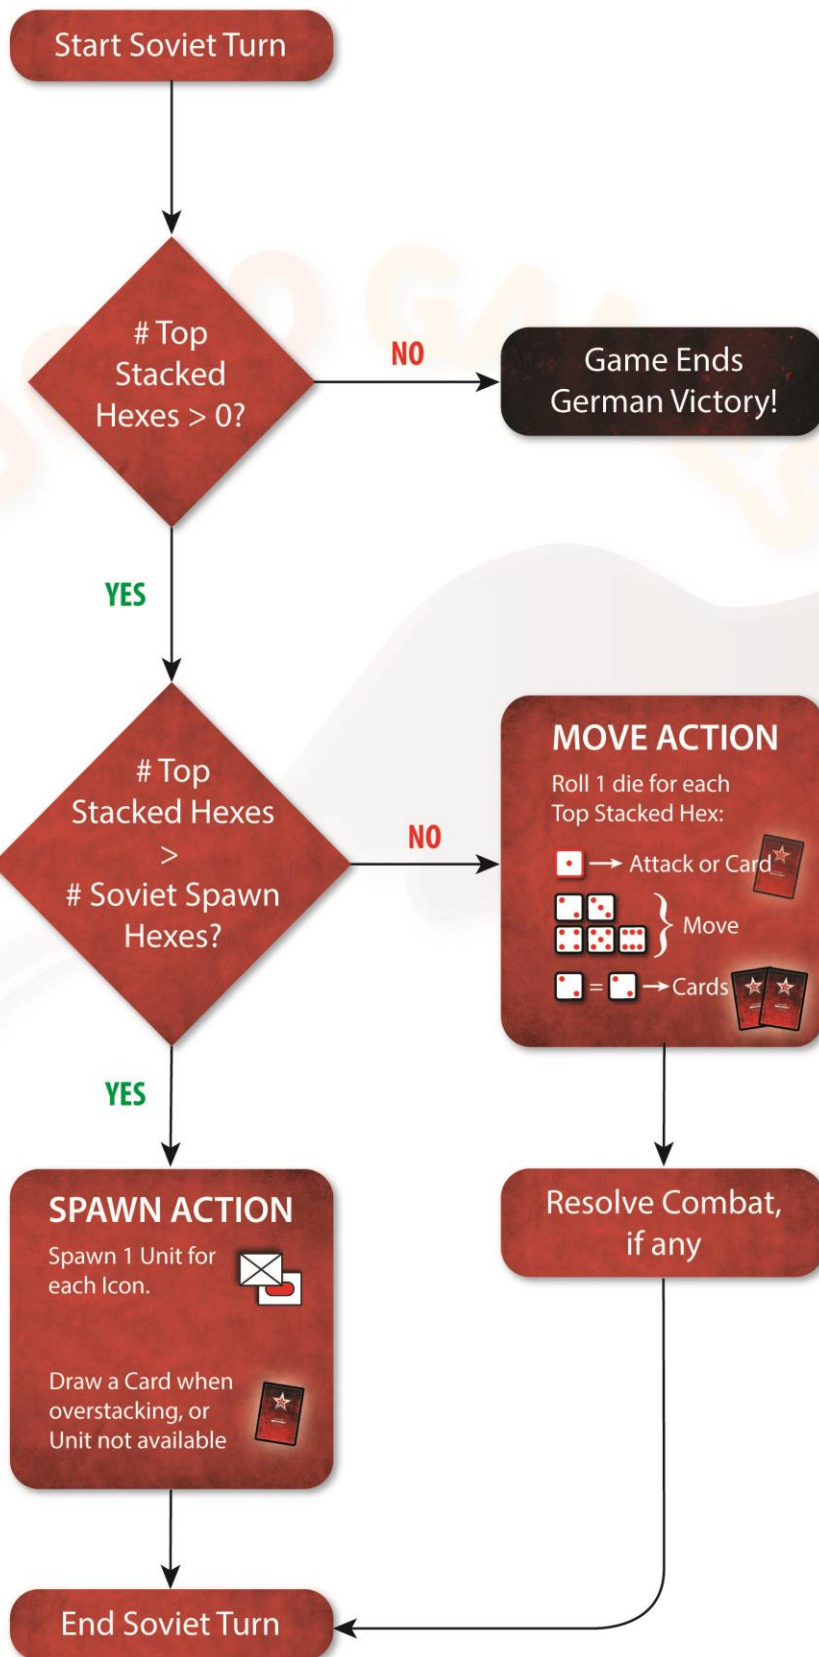 Start Soviet Turn
# Top
Stacked
Hexes > 0?
NO
Game Ends
German Victory!
YES
# Top
Stacked Hexes
>
# Soviet Spawn
Hexes?
NO
MOVE ACTION
Roll 1 die for each
Top Stacked Hex:
Attack or Card
} Move
= Cards
YES
SPAWN ACTION
Spawn 1 Unit for
each Icon.
Draw a Card when
overstacking, or
Unit not available
Resolve Combat,
if any
End Soviet Turn